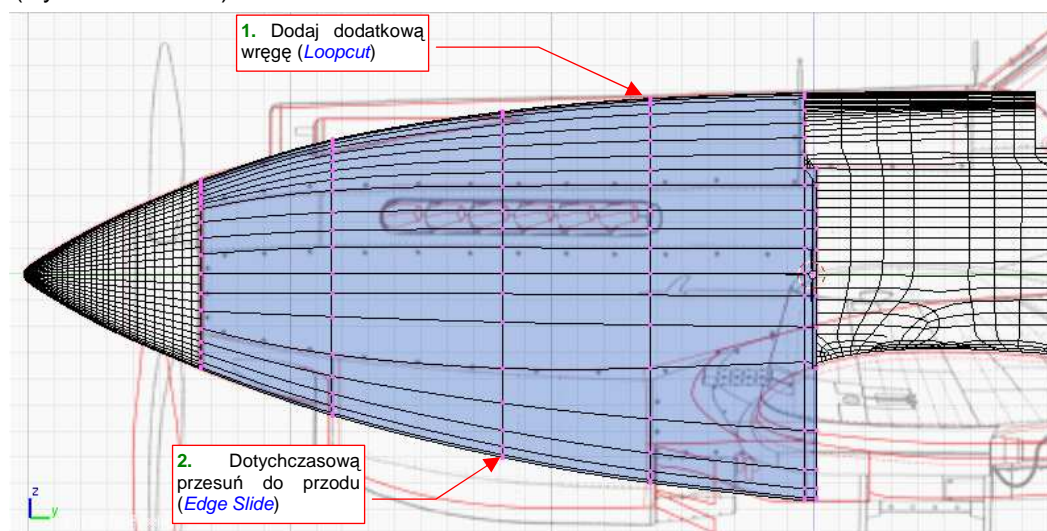 1. Dodaj dodatkową
wręgę (Loopcut)
2. Dotychczasową
przesuń do przodu
(Edge Slide)
z
y